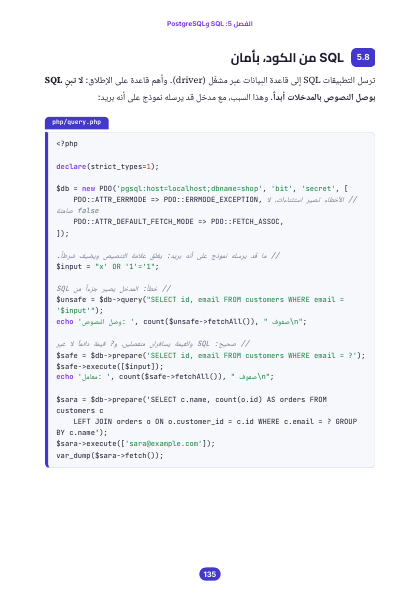 الفصل 5: SQL وPostgreSQL
5.8 SQL من الكود، بأمان
ترسل التطبيقات SQL إلى قاعدة البيانات عبر مشغّل (driver). وأهم قاعدة على الإطلاق: لا تبنِ SQL
بوصل النصوص بالمدخلات أبداً. وهذا السبب، مع مدخل قد يرسله نموذج على أنه بريد:
php/query.php
<?php
declare(strict_types=1);
$db = new PDO('pgsql:host=localhost;dbname=shop', 'bit', 'secret', [
    PDO::ATTR_ERRMODE => PDO::ERRMODE_EXCEPTION, // الأخطاء تصير استثناءات، لا
false صامتة
    PDO::ATTR_DEFAULT_FETCH_MODE => PDO::FETCH_ASSOC,
]);
// ما قد يرسله نموذج على أنه بريد: يغلق علامة التنصيص ويضيف شرطاً.
$input = "x' OR '1'='1";
// خطأ: المدخل يصير جزءاً من SQL
$unsafe = $db->query("SELECT id, email FROM customers WHERE email =
'$input'");
echo 'وصل النصوص: ', count($unsafe->fetchAll()), " صفوف\n";
// صحيح: SQL والقيمة يسافران منفصلين، و? قيمة دائماً لا غير
$safe = $db->prepare('SELECT id, email FROM customers WHERE email = ?');
$safe->execute([$input]);
echo 'معامل: ', count($safe->fetchAll()), " صفوف\n";
$sara = $db->prepare('SELECT c.name, count(o.id) AS orders FROM
customers c
    LEFT JOIN orders o ON o.customer_id = c.id WHERE c.email = ? GROUP
BY c.name');
$sara->execute(['sara@example.com']);
var_dump($sara->fetch());
135